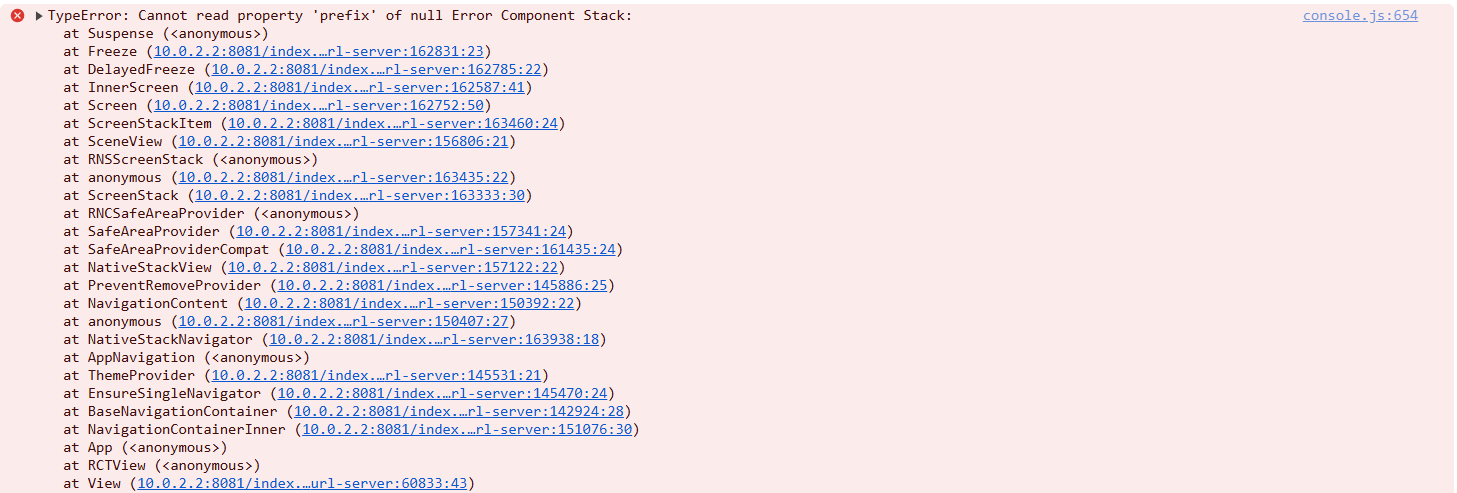 TypeError: Cannot read property 'prefix' of null Error Component Stack: console.js:654
at Suspense (<anonymous>)
at Freeze (10.0.2.2:8081/index.…rl-server:162831:23)
at DelayedFreeze (10.0.2.2:8081/index.…rl-server:162785:22)
at InnerScreen (10.0.2.2:8081/index.…rl-server:162587:41)
at Screen (10.0.2.2:8081/index.…rl-server:162752:50)
at ScreenStackItem (10.0.2.2:8081/index.…rl-server:163460:24)
at SceneView (10.0.2.2:8081/index.…rl-server:156806:21)
at RNSScreenStack (<anonymous>)
at anonymous (10.0.2.2:8081/index.…rl-server:163435:22)
at ScreenStack (10.0.2.2:8081/index.…rl-server:163333:30)
at RNCSafeAreaProvider (<anonymous>)
at SafeAreaProvider (10.0.2.2:8081/index.…rl-server:157341:24)
at SafeAreaProviderCompat (10.0.2.2:8081/index.…rl-server:161435:24)
at NativeStackView (10.0.2.2:8081/index.…rl-server:157122:22)
at PreventRemoveProvider (10.0.2.2:8081/index.…rl-server:145886:25)
at NavigationContent (10.0.2.2:8081/index.…rl-server:150392:22)
at anonymous (10.0.2.2:8081/index.…rl-server:150407:27)
at NativeStackNavigator (10.0.2.2:8081/index.…rl-server:163938:18)
at AppNavigation (<anonymous>)
at ThemeProvider (10.0.2.2:8081/index.…rl-server:145531:21)
at EnsureSingleNavigator (10.0.2.2:8081/index.…rl-server:145470:24)
at BaseNavigationContainer (10.0.2.2:8081/index.…rl-server:142924:28)
at NavigationContainerInner (10.0.2.2:8081/index.…rl-server:151076:30)
at App (<anonymous>)
at RCTView (<anonymous>)
at View (10.0.2.2:8081/index.…url-server:60833:43)